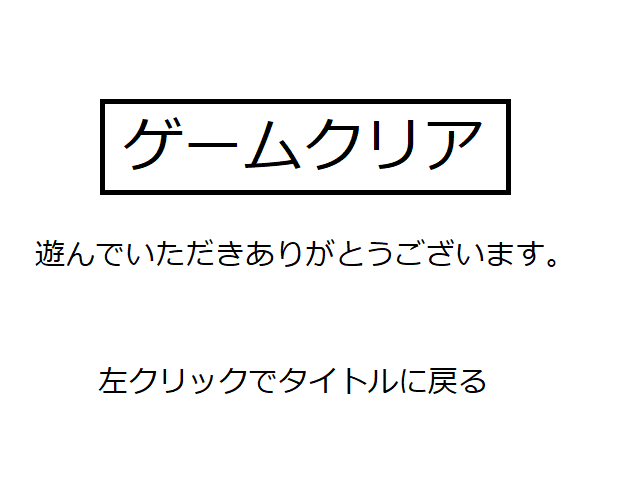 ゲームクリア
遊んでいただきありがとうございます。
左クリックでタイトルに戻る